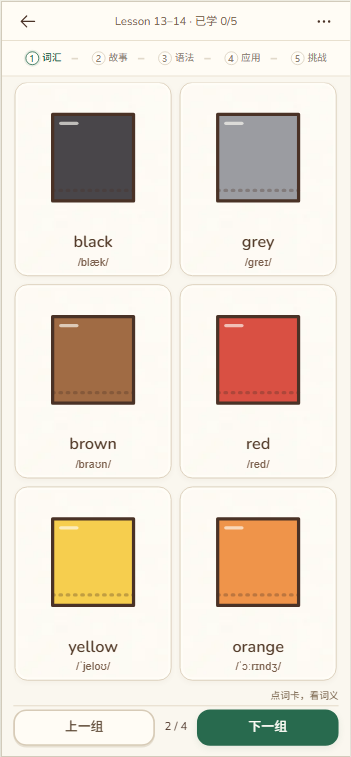 Lesson 13–14 · 已学 0/5
1 词汇 – 2 故事 – 3 语法 – 4 应用 – 5 挑战
black grey
/blæk/ /greɪ/
brown red
/braʊn/ /red/
yellow orange
/ˈjeloʊ/ /ˈɔːrɪndʒ/
点词卡，看词义
上一组 2 / 4 下一组